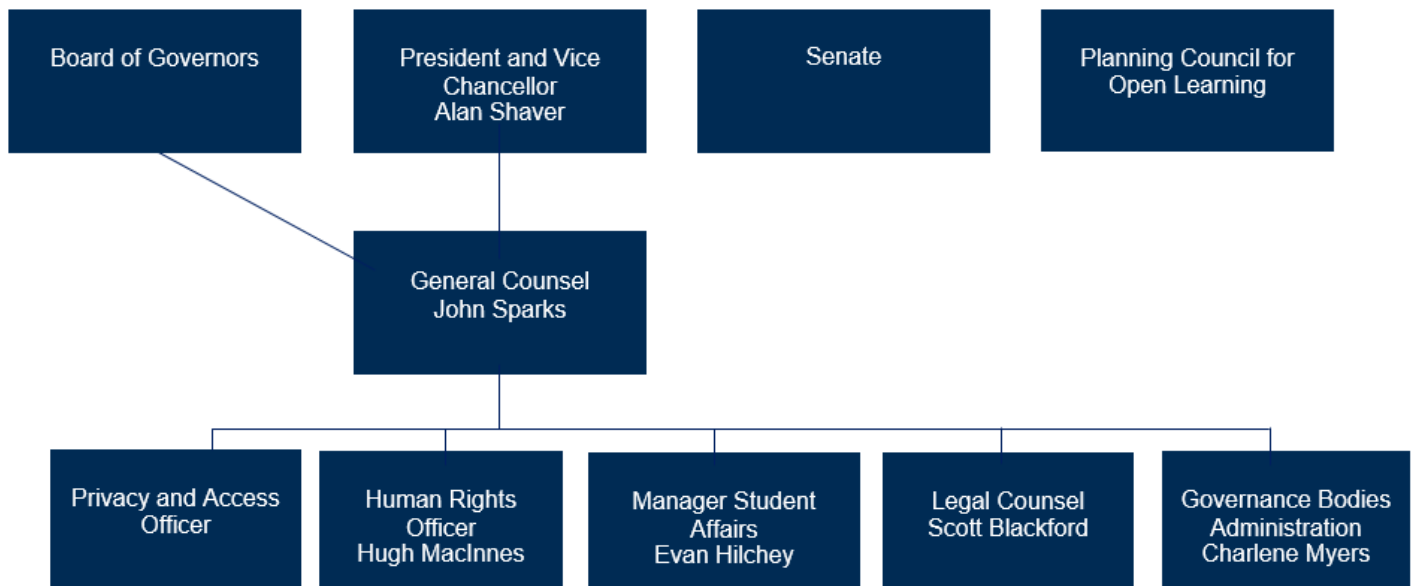 Board of Governors
President and Vice
Chancellor
Alan Shaver
Senate
Planning Council for
Open Learning
General Counsel
John Sparks
Privacy and Access
Officer
Human Rights
Officer
Hugh MacInnes
Manager Student
Affairs
Evan Hilchey
Legal Counsel
Scott Blackford
Governance Bodies
Administration
Charlene Myers